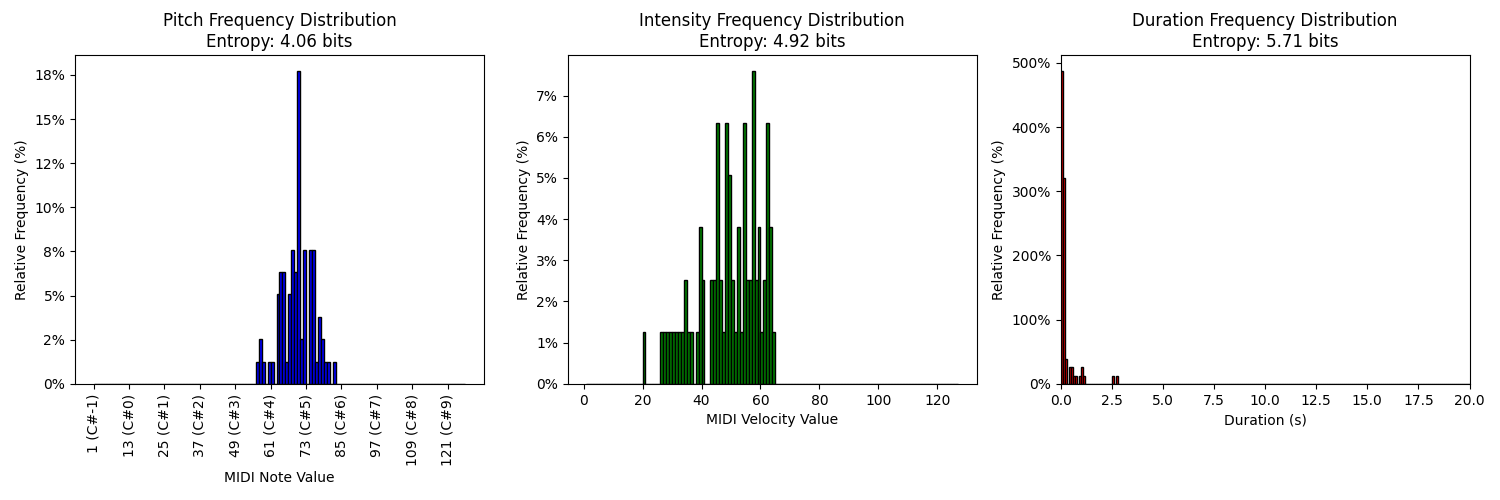 Pitch Frequency Distribution
Entropy: 4.06 bits
Relative Frequency (%)
18%
15%
12%
10%
8%
5%
2%
0%
1 (C#-1)
13 (C#0)
25 (C#1)
37 (C#2)
49 (C#3)
61 (C#4)
73 (C#5)
85 (C#6)
97 (C#7)
109 (C#8)
121 (C#9)
MIDI Note Value
Intensity Frequency Distribution
Entropy: 4.92 bits
Relative Frequency (%)
7%
6%
5%
4%
3%
2%
1%
0%
0 20 40 60 80 100 120
MIDI Velocity Value
Duration Frequency Distribution
Entropy: 5.71 bits
Relative Frequency (%)
500%
400%
300%
200%
100%
0%
0.0 2.5 5.0 7.5 10.0 12.5 15.0 17.5 20.0
Duration (s)